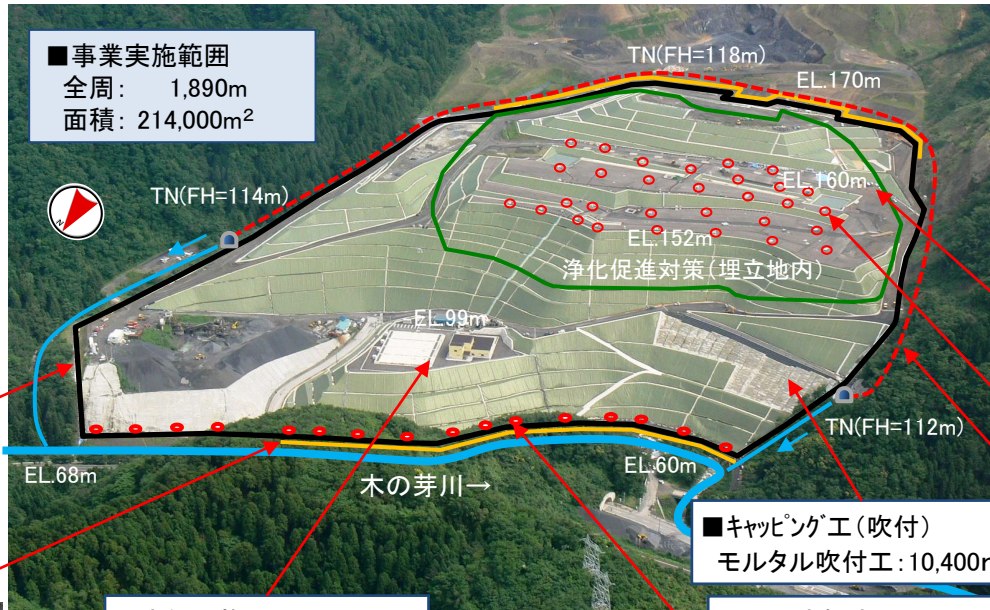 ■事業実施範囲
全周： 1,890m
面積：214,000m²
TN(FH=118m)
EL.170m
TN(FH=114m)
EL.160m
EL.152m
浄化促進対策（埋立地内）
EL.99m
TN(FH=112m)
EL.68m
EL.60m
木の芽川→
■キャッピング工（吹付）
モルタル吹付工：10,400